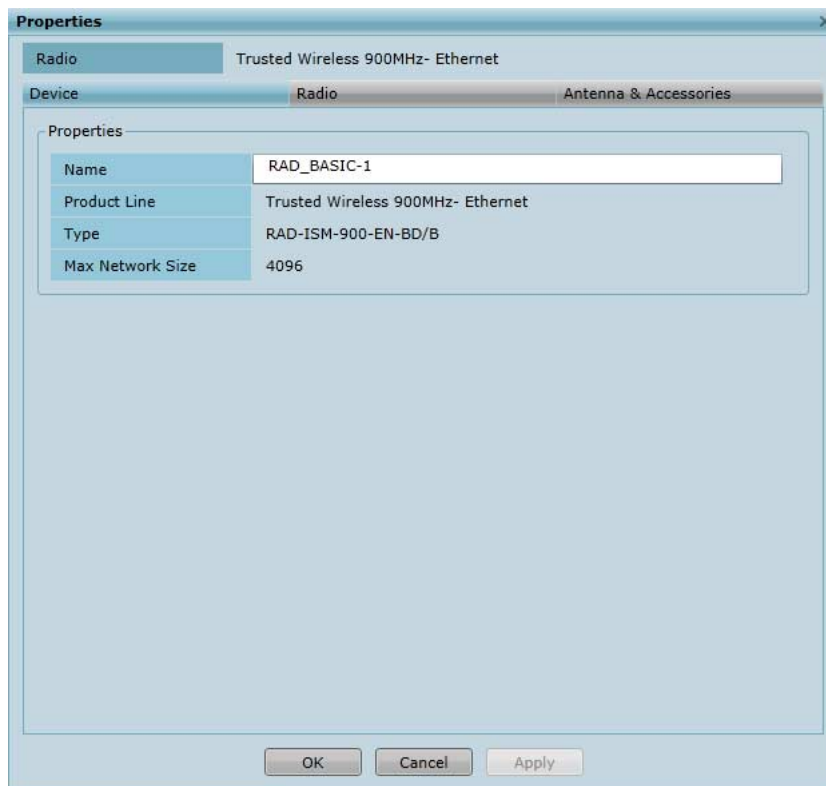 Properties
Radio Trusted Wireless 900MHz- Ethernet
Device Radio Antenna & Accessories
Properties
Name RAD_BASIC-1
Product Line Trusted Wireless 900MHz- Ethernet
Type RAD-ISM-900-EN-BD/B
Max Network Size 4096
OK Cancel Apply